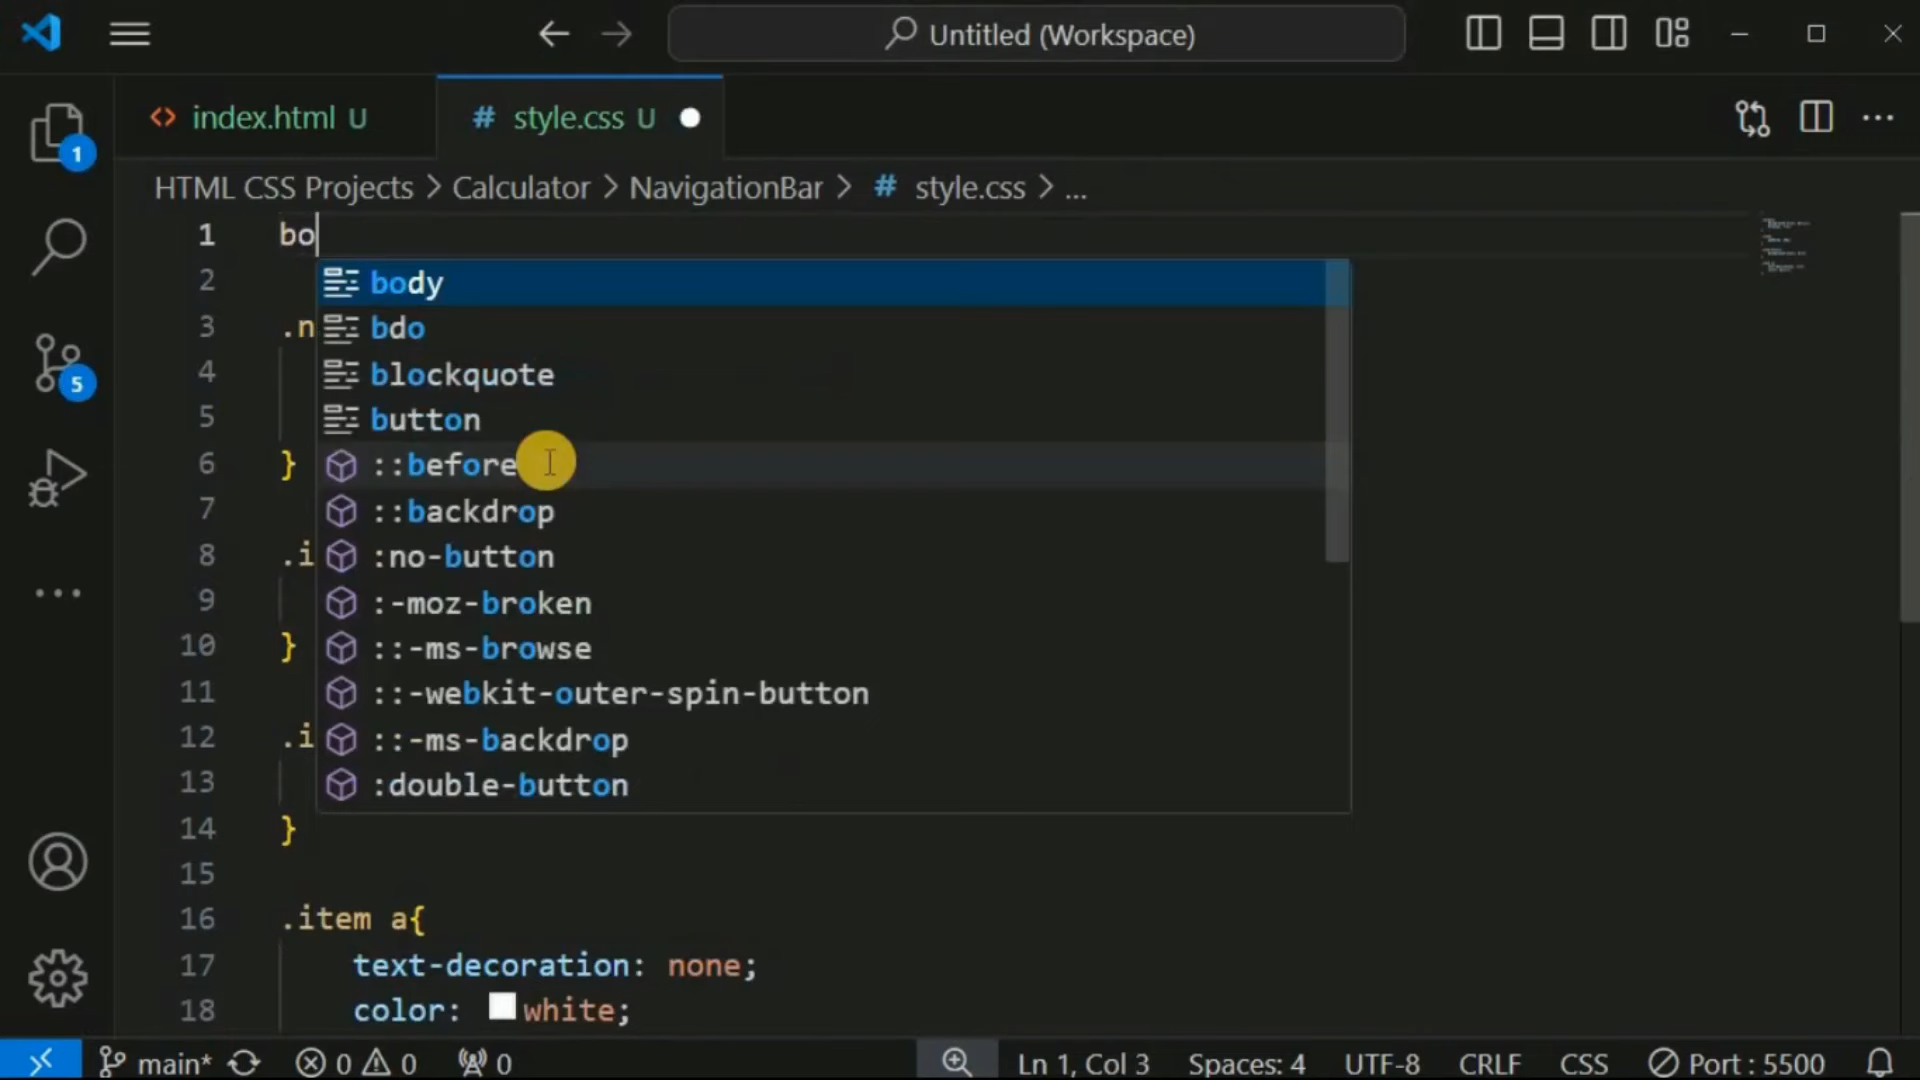 Untitled (Workspace)
index.html U
# style.css U
1
HTML CSS Projects > Calculator > NavigationBar > # style.css > ...
1 bo
2 body
3 .n bdo
4 blockquote
5 button
6 } ::before
7 ::backdrop
8 .i :no-button
9 :-moz-broken
10 } ::-ms-browse
11 ::-webkit-outer-spin-button
12 .i ::-ms-backdrop
13 :double-button
14 }
15
16 .item a{
17 text-decoration: none;
18 color: white;
5
main* 0 0 0 Ln 1, Col 3 Spaces: 4 UTF-8 CRLF CSS Port : 5500